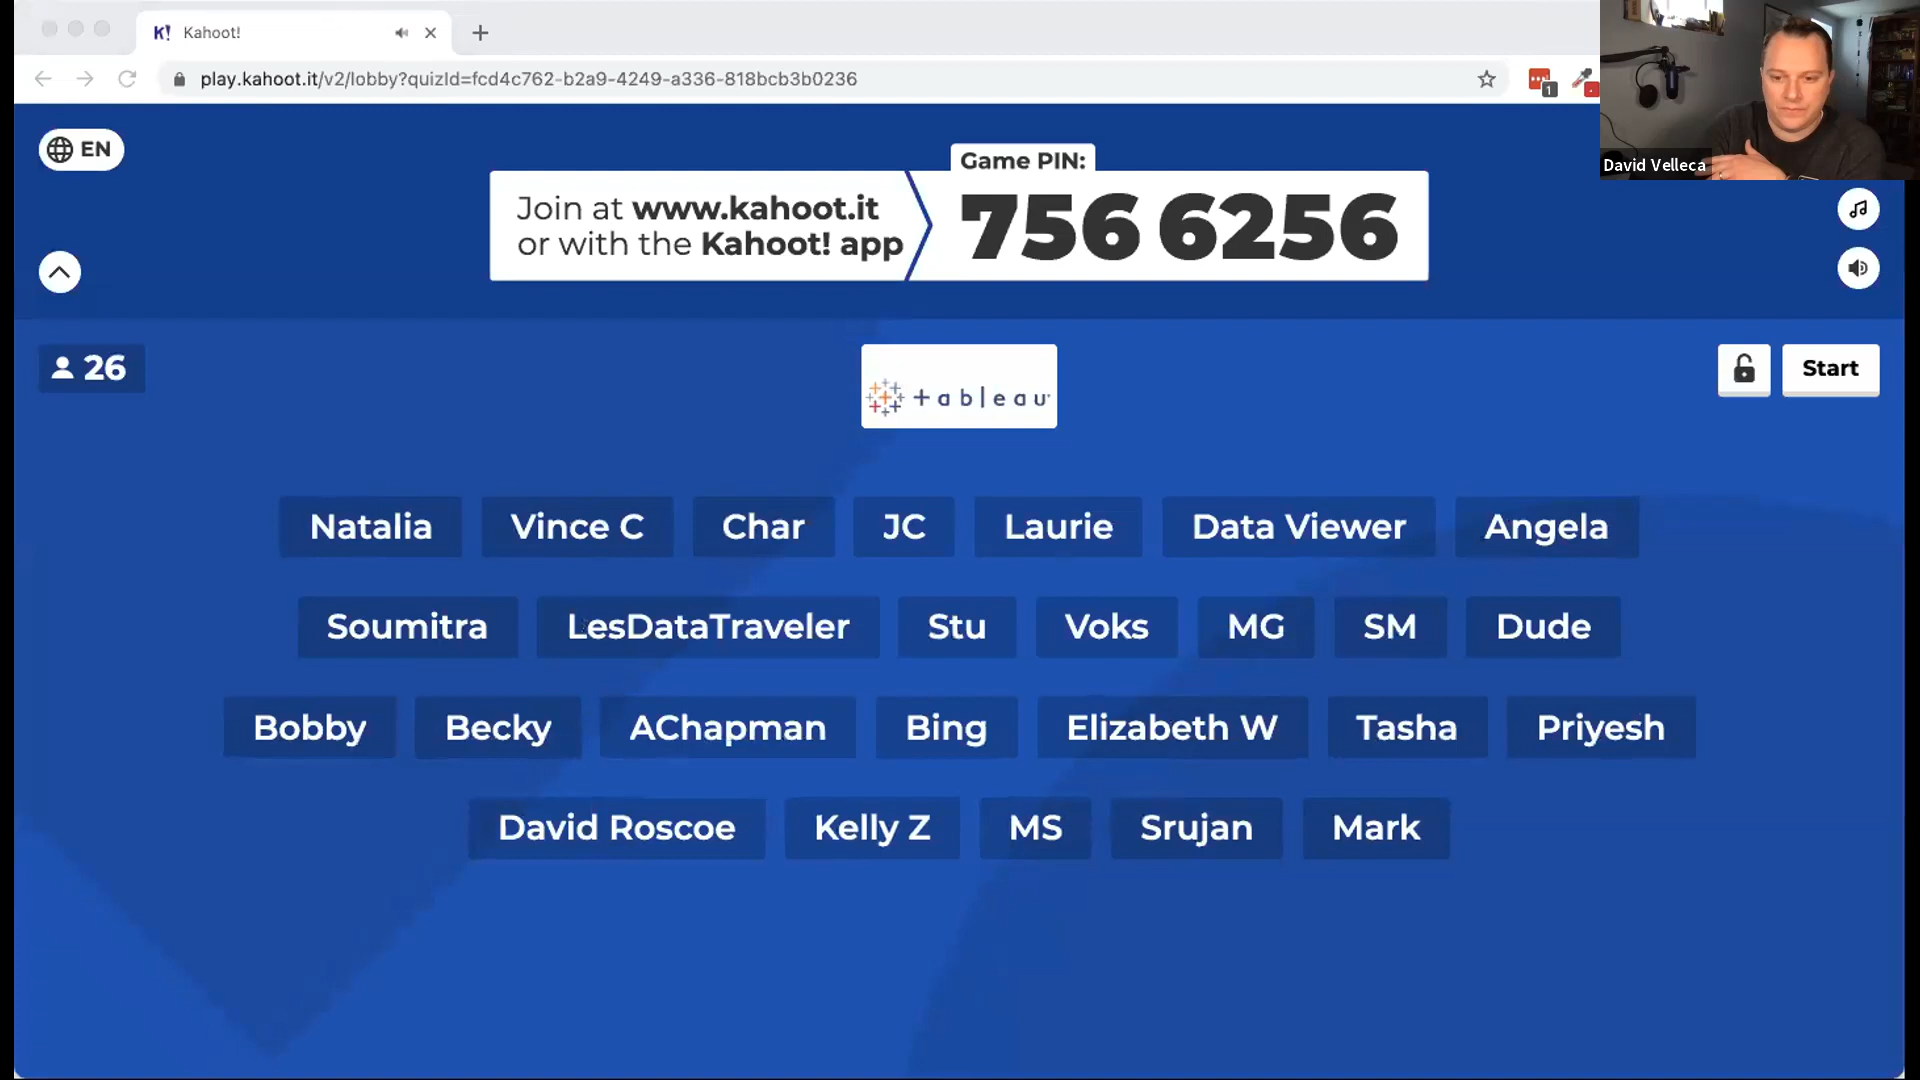 K! Kahoot!
play.kahoot.it/v2/lobby?quizId=fcd4c762-b2a9-4249-a336-818bcb3b0236
1
David Velleca
EN
Join at www.kahoot.it
or with the Kahoot! app
Game PIN:
756 6256
26
tableau
Start
Natalia Vince C Char JC Laurie Data Viewer Angela
Soumitra LesDataTraveler Stu Voks MG SM Dude
Bobby Becky AChapman Bing Elizabeth W Tasha Priyesh
David Roscoe Kelly Z MS Srujan Mark